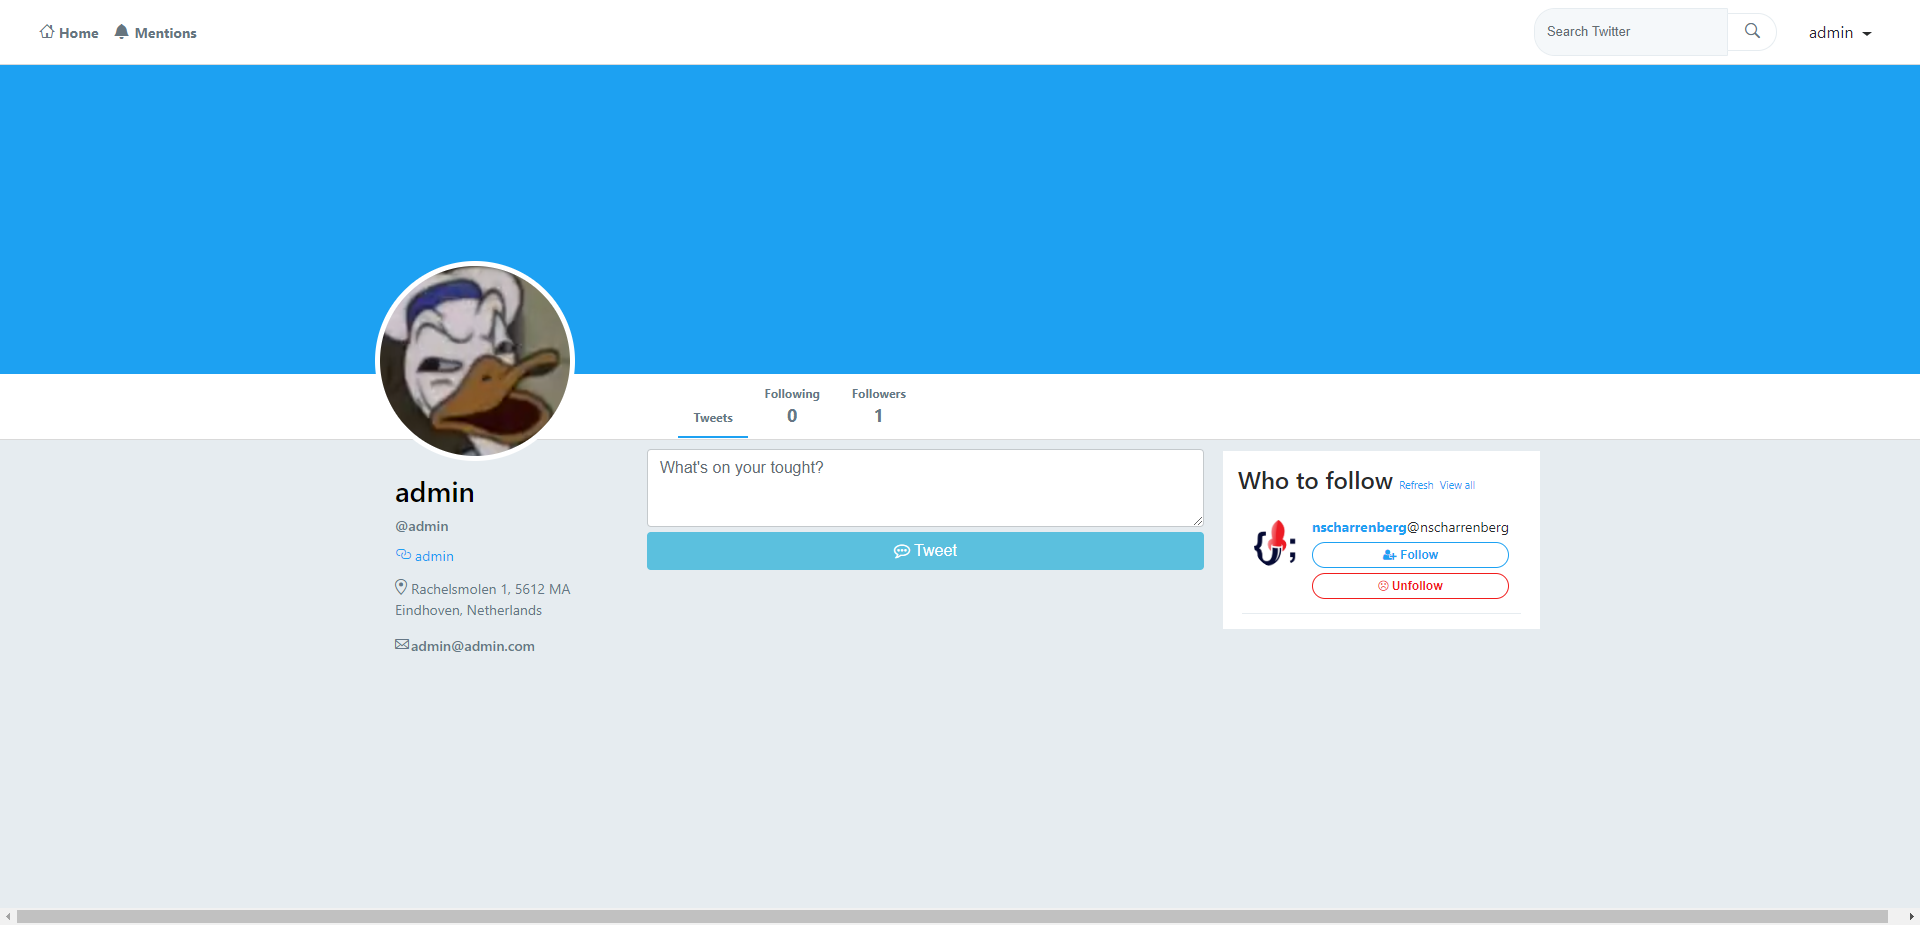 Home Mentions Search Twitter admin
Following Followers
Tweets 0 1
What's on your tought?
Tweet
admin
@admin
admin
Rachelsmolen 1, 5612 MA
Eindhoven, Netherlands
admin@admin.com
Who to follow Refresh View all
nscharrenberg@nscharrenberg
Follow
Unfollow